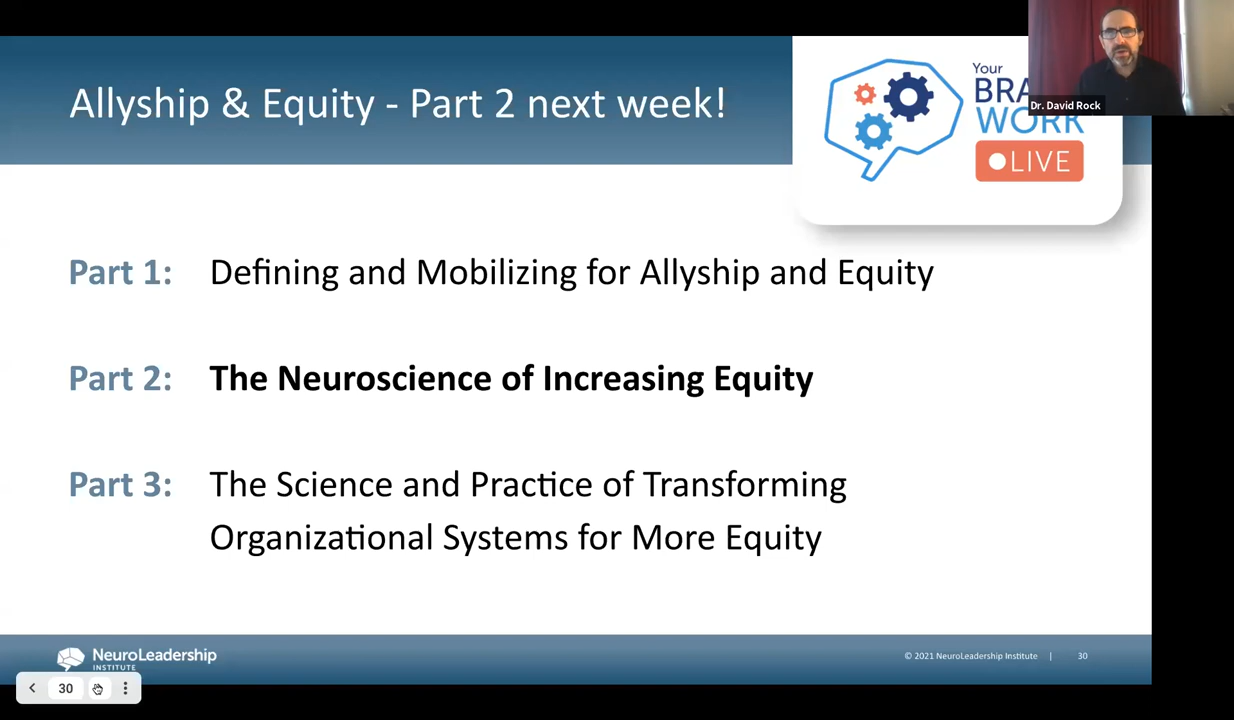 Allyship & Equity - Part 2 next week!
Your
BRA
WORK
LIVE
Dr. David Rock
Part 1: Defining and Mobilizing for Allyship and Equity
Part 2: The Neuroscience of Increasing Equity
Part 3: The Science and Practice of Transforming
Organizational Systems for More Equity
NeuroLeadership
INSTITUTE
© 2021 NeuroLeadership Institute | 30
30